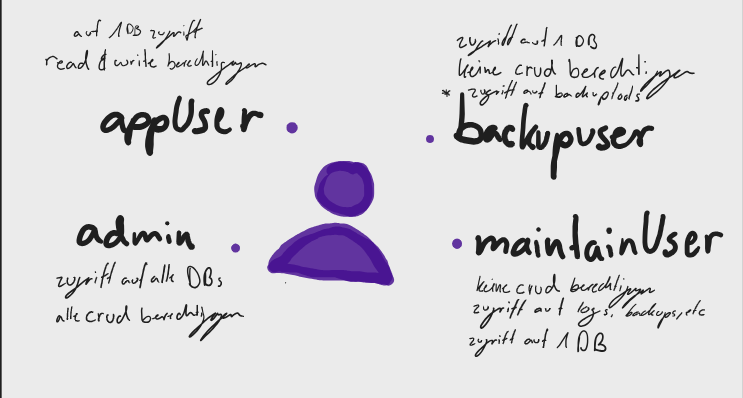 auf 1 DB zugriff
read & write berechtigungen
appUser
zugriff auf 1 DB
keine crud berechtigungen
* zugriff auf backuptools
backupuser
admin
zugriff auf alle DBs
alle crud berechtigungen
maintainUser
keine crud berechtigungen
zugriff auf logs, backups, etc
zugriff auf 1 DB